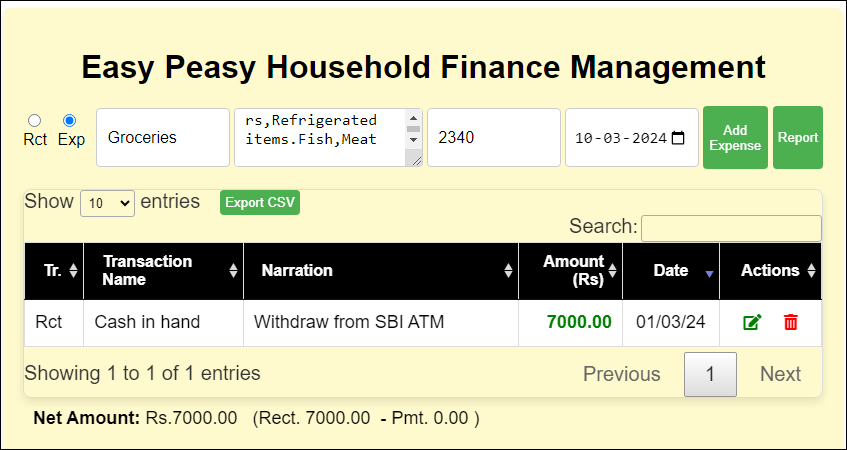 Easy Peasy Household Finance Management
Rct Exp Groceries rs,Refrigerated items.Fish,Meat 2340 10-03-2024 Add Expense Report
Show 10 entries Export CSV
Search:
Tr. Transaction Name Narration Amount (Rs) Date Actions
Rct Cash in hand Withdraw from SBI ATM 7000.00 01/03/24
Showing 1 to 1 of 1 entries Previous 1 Next
Net Amount: Rs.7000.00 (Rect. 7000.00 - Pmt. 0.00 )